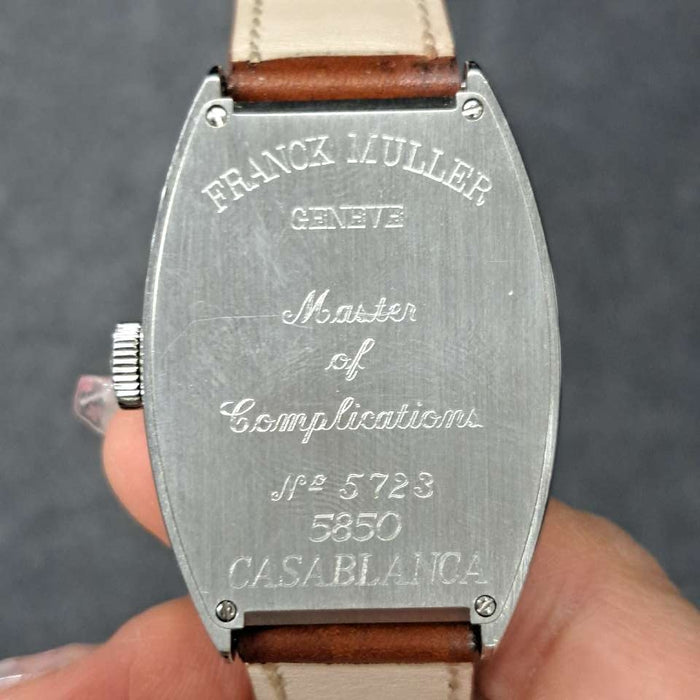 FRANCK MULLER
GENEVE
Master
of
Complications
Nº 5723
5850
CASABLANCA